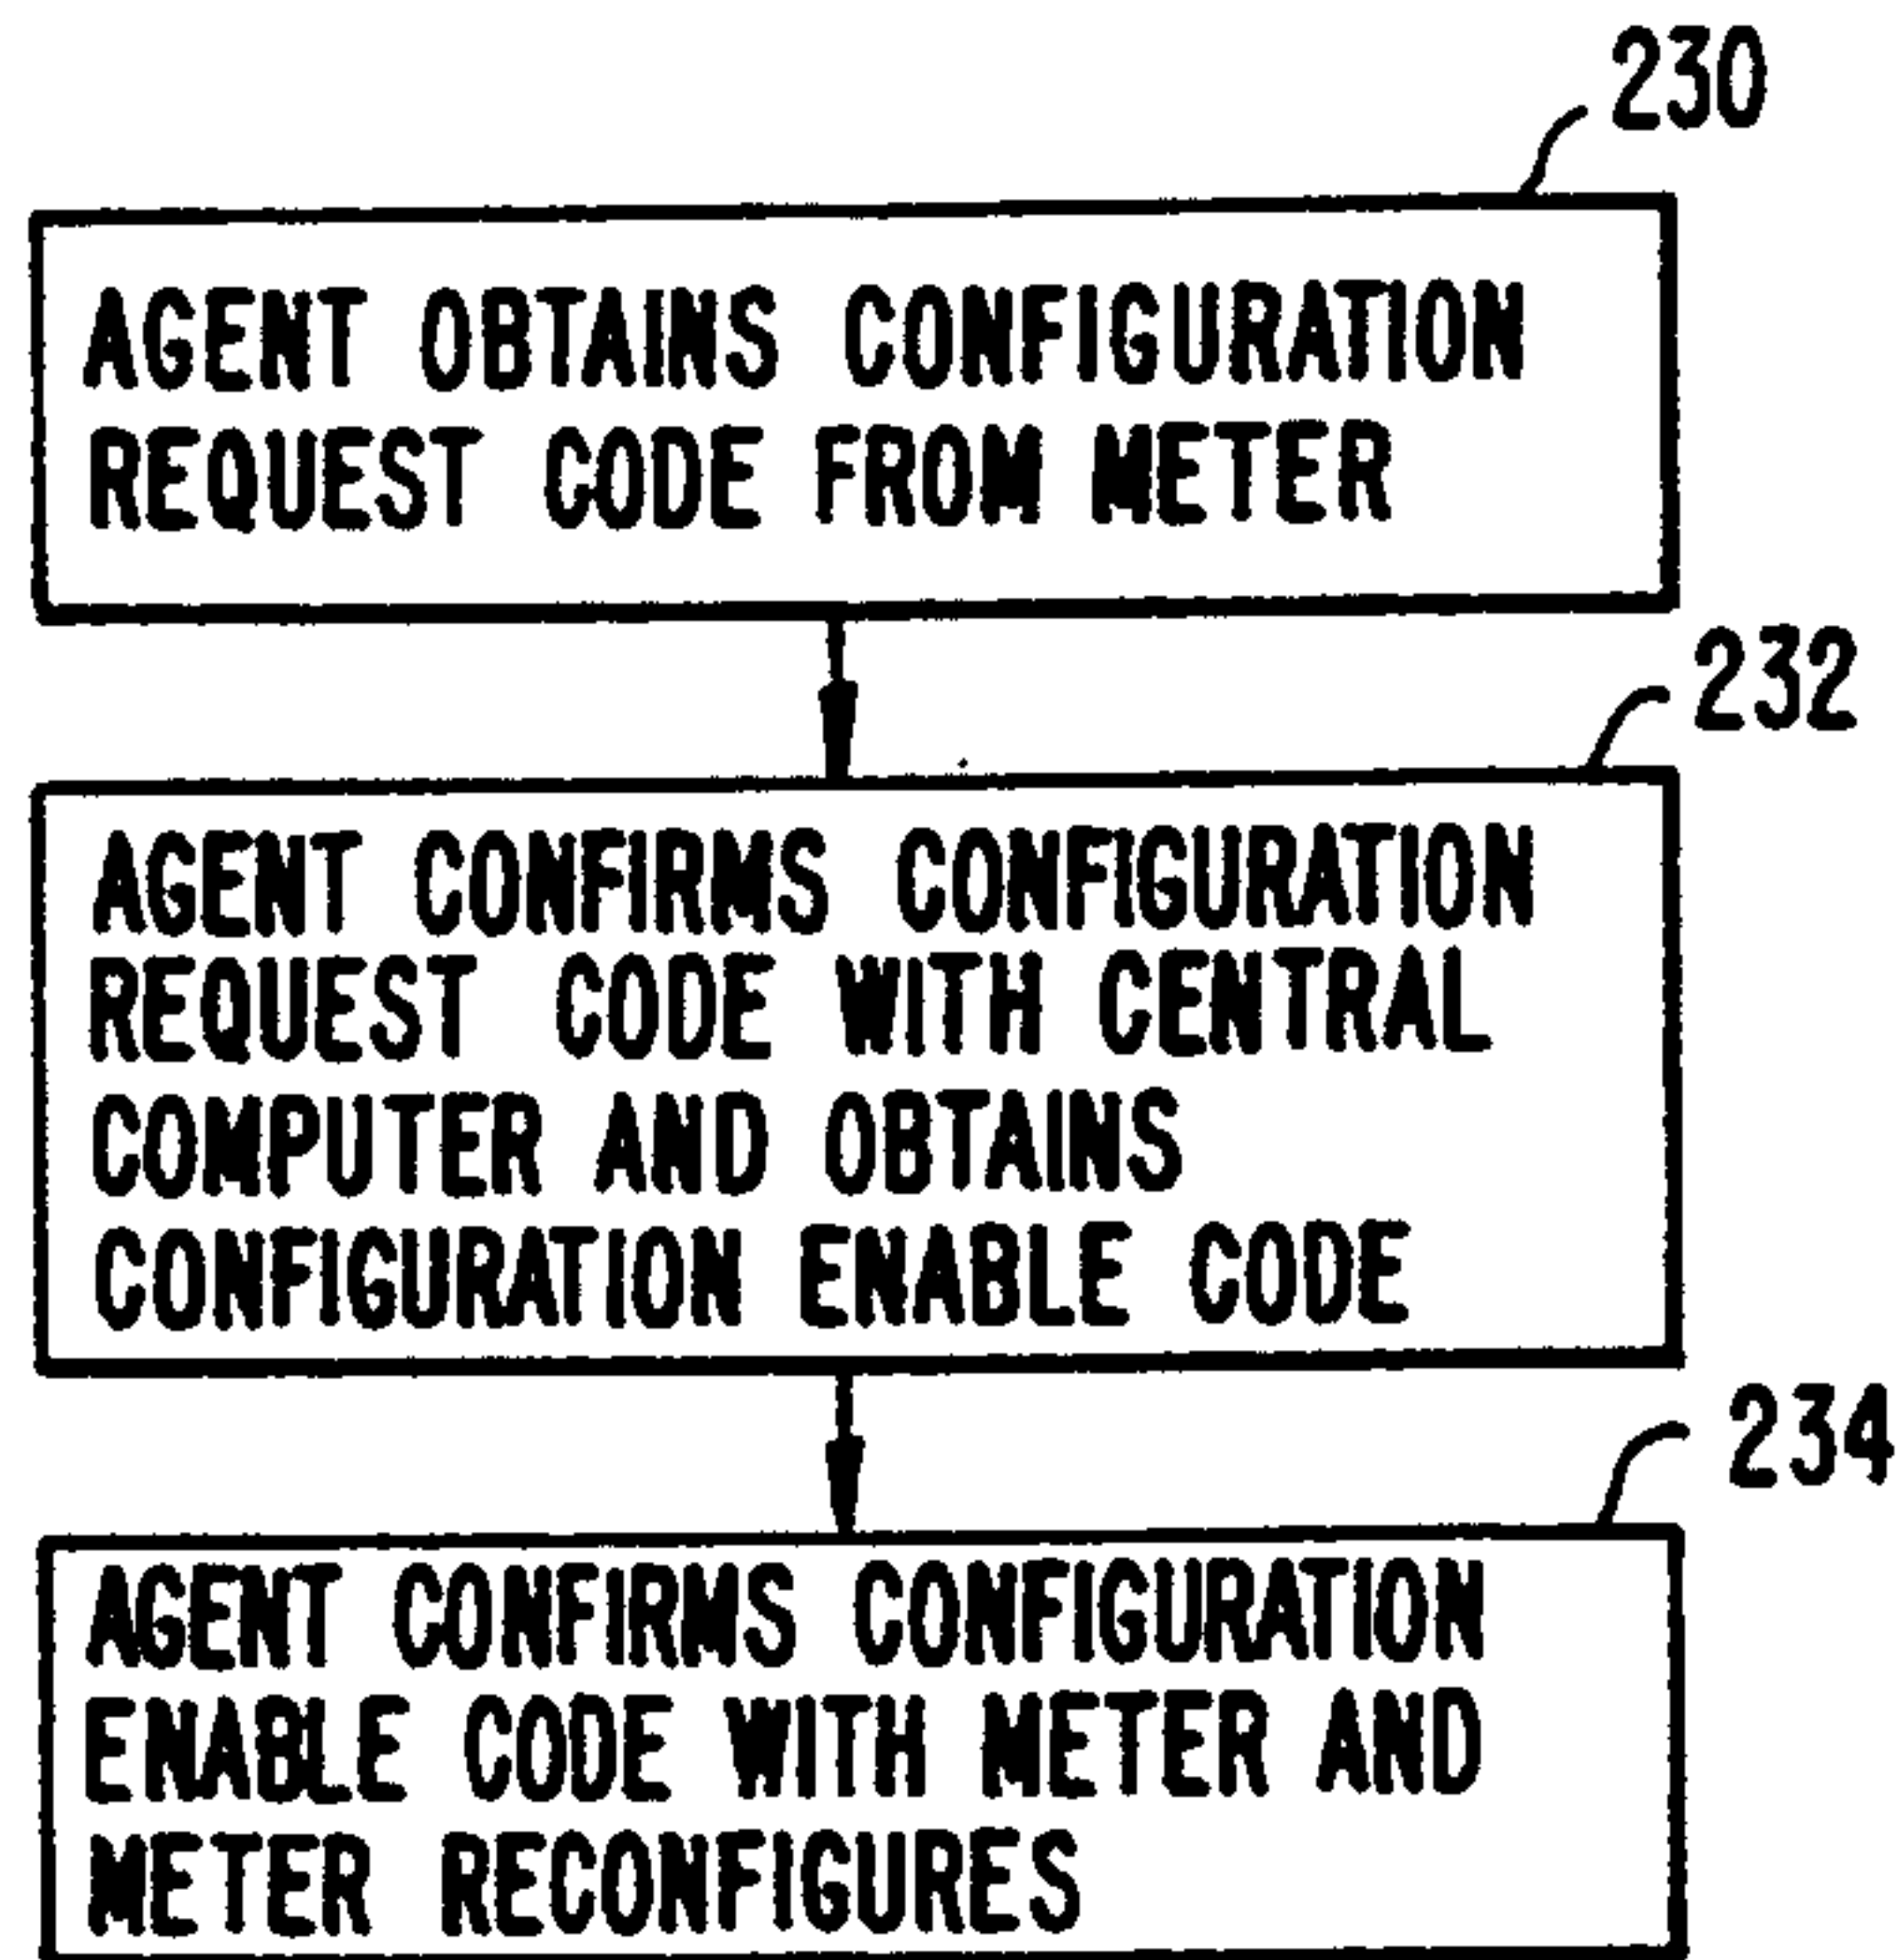 230
AGENT OBTAINS CONFIGURATION
REQUEST CODE FROM METER
232
AGENT CONFIRMS CONFIGURATION
REQUEST CODE WITH CENTRAL
COMPUTER AND OBTAINS
CONFIGURATION ENABLE CODE
234
AGENT CONFIRMS CONFIGURATION
ENABLE CODE WITH METER AND
METER RECONFIGURES